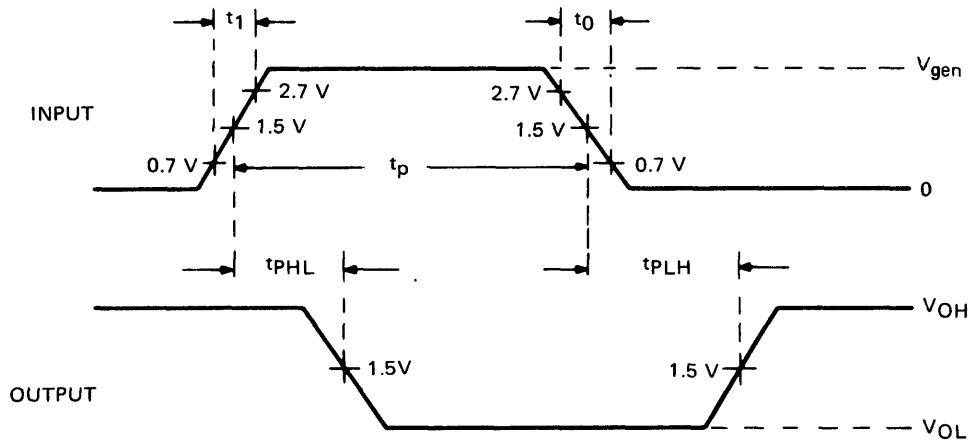 t1
t0
Vgen
2.7 V
2.7 V
INPUT
1.5 V
1.5 V
0.7 V
tp
0.7 V
0
tPHL
tPLH
VOH
1.5V
1.5 V
OUTPUT
VOL